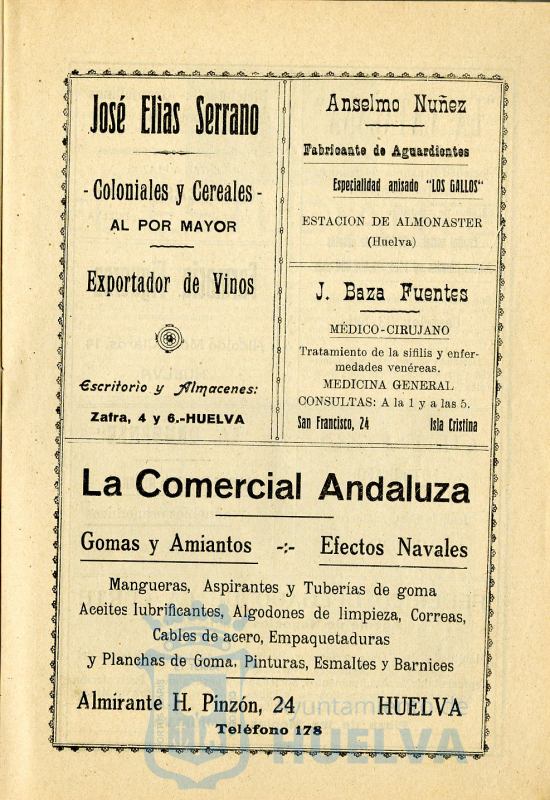 José Elías Serrano
- Coloniales y Cereales -
AL POR MAYOR
Exportador de Vinos
Escritorio y Almacenes:
Zafra, 4 y 6.-HUELVA
Anselmo Nuñez
Fabricante de Aguardientes
Especialidad anisado "LOS GALLOS"
ESTACION DE ALMONASTER
(Huelva)
J. Baza Fuentes
MÉDICO-CIRUJANO
Tratamiento de la sífilis y enfer-
medades venéreas.
MEDICINA GENERAL
CONSULTAS: A la 1 y a las 5.
San Francisco, 24 Isla Cristina
La Comercial Andaluza
Gomas y Amiantos -:- Efectos Navales
Mangueras, Aspirantes y Tuberías de goma
Aceites lubrificantes, Algodones de limpieza, Correas,
Cables de acero, Empaquetaduras
y Planchas de Goma, Pinturas, Esmaltes y Barnices
Almirante H. Pinzón, 24 HUELVA
Teléfono 178
Ayuntamiento de
HUELVA